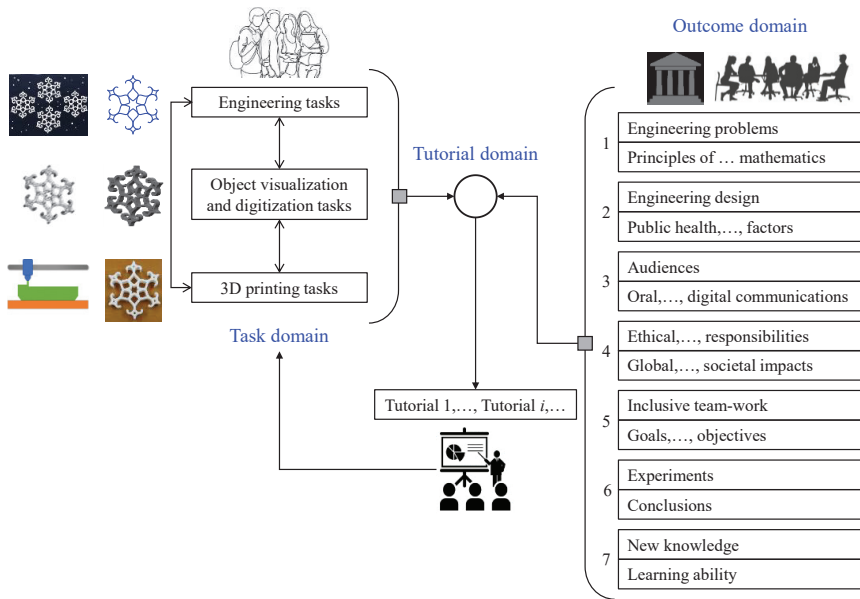 Outcome domain
Engineering tasks
Object visualization
and digitization tasks
3D printing tasks
Task domain
Tutorial domain
Tutorial 1,…, Tutorial i,…
1
Engineering problems
Principles of … mathematics
2
Engineering design
Public health,…, factors
3
Audiences
Oral,…, digital communications
4
Ethical,…, responsibilities
Global,…, societal impacts
5
Inclusive team-work
Goals,…, objectives
6
Experiments
Conclusions
7
New knowledge
Learning ability